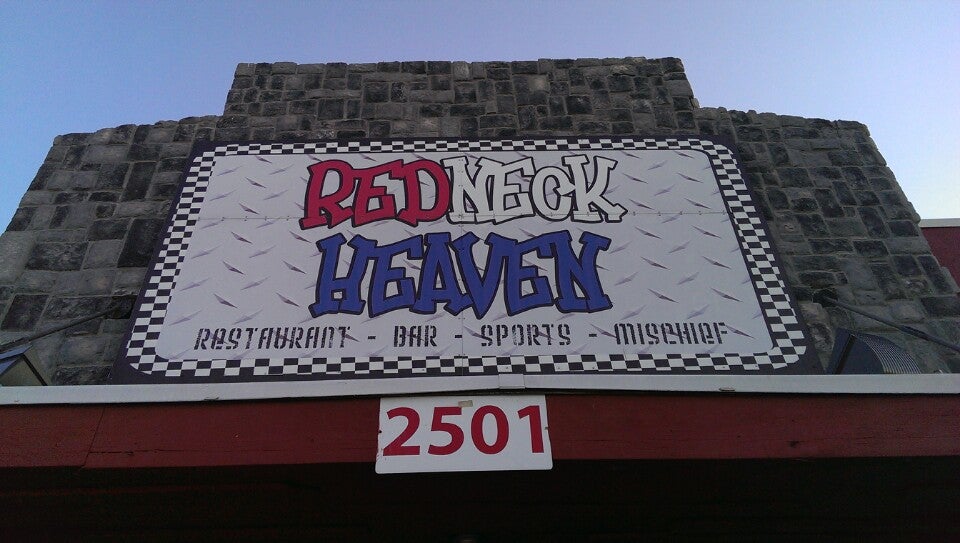 REDNECK
HEAVEN
RESTAURANT - BAR - SPORTS - MISCHIEF
2501